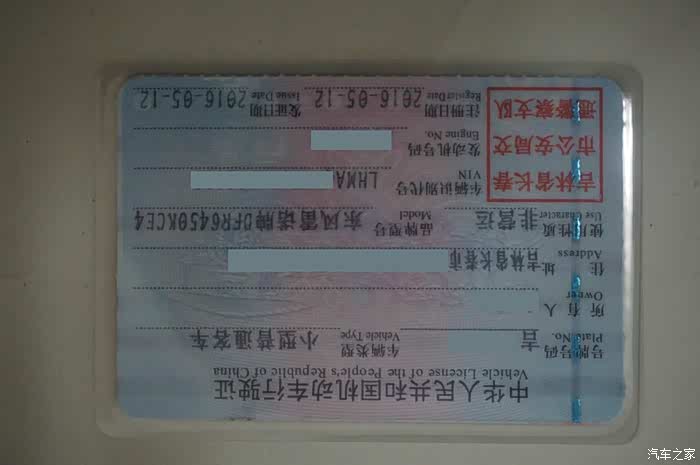 中华人民共和国机动车行驶证
Vehicle License of the People's Republic of China
号牌号码 吉 车辆类型 小型普通客车
Plate No. Vehicle Type
所有人
Owner
住址 吉林省长春市
Address
使用性质 非营运 品牌型号 东风雷诺牌DFR6450KCE4
Use Character Model
吉林省长春
市公安局交
通警察支队
车辆识别代号 LHMA
VIN
发动机号码
Engine No.
注册日期 2016-05-12 发证日期 2016-05-12
Register Date Issue Date
汽车之家